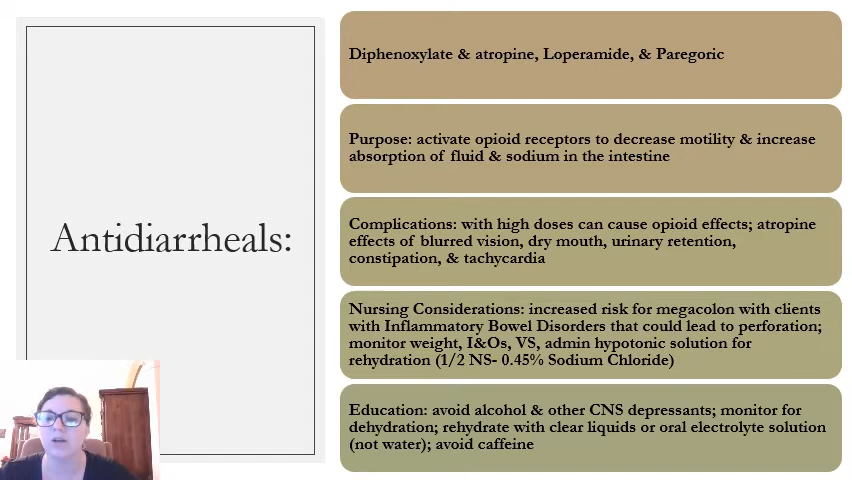 Antidiarrheals:
Diphenoxylate & atropine, Loperamide, & Paregoric
Purpose: activate opioid receptors to decrease motility & increase
absorption of fluid & sodium in the intestine
Complications: with high doses can cause opioid effects; atropine
effects of blurred vision, dry mouth, urinary retention,
constipation, & tachycardia
Nursing Considerations: increased risk for megacolon with clients
with Inflammatory Bowel Disorders that could lead to perforation;
monitor weight, I&Os, VS, admin hypotonic solution for
rehydration (1/2 NS- 0.45% Sodium Chloride)
Education: avoid alcohol & other CNS depressants; monitor for
dehydration; rehydrate with clear liquids or oral electrolyte solution
(not water); avoid caffeine